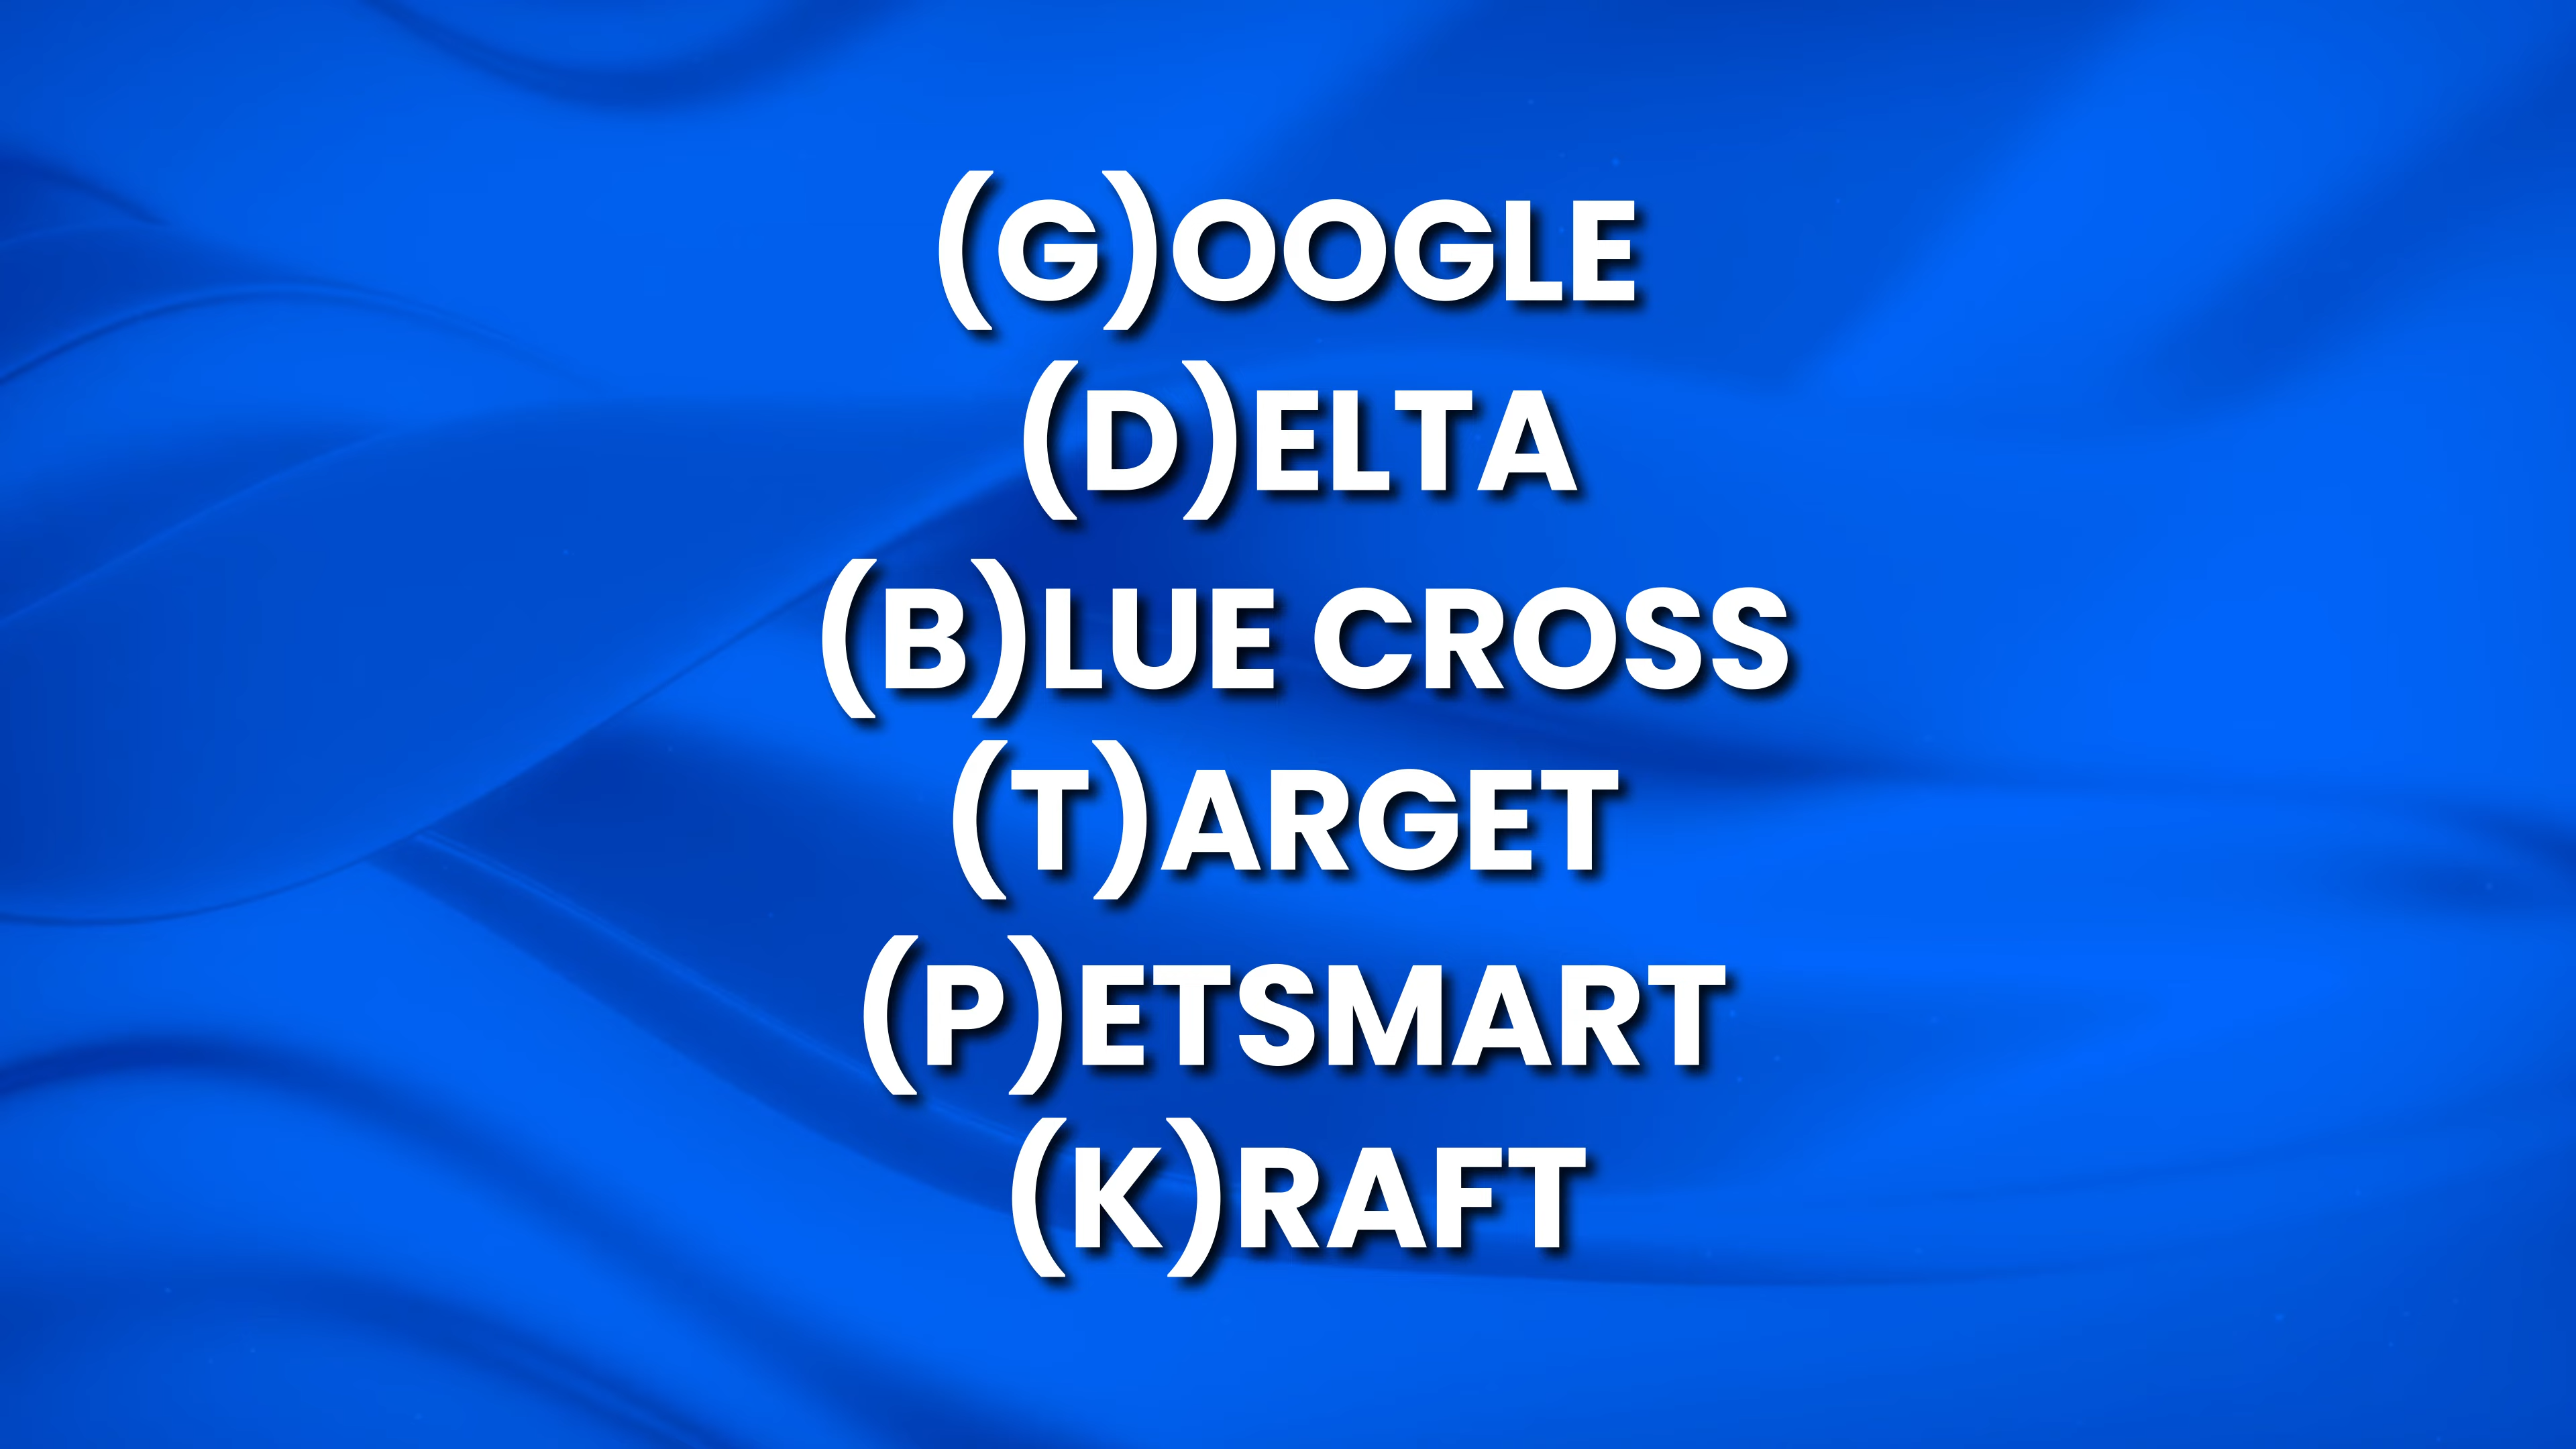 (G)OOGLE
(D)ELTA
(B)LUE CROSS
(T)ARGET
(P)ETSMART
(K)RAFT